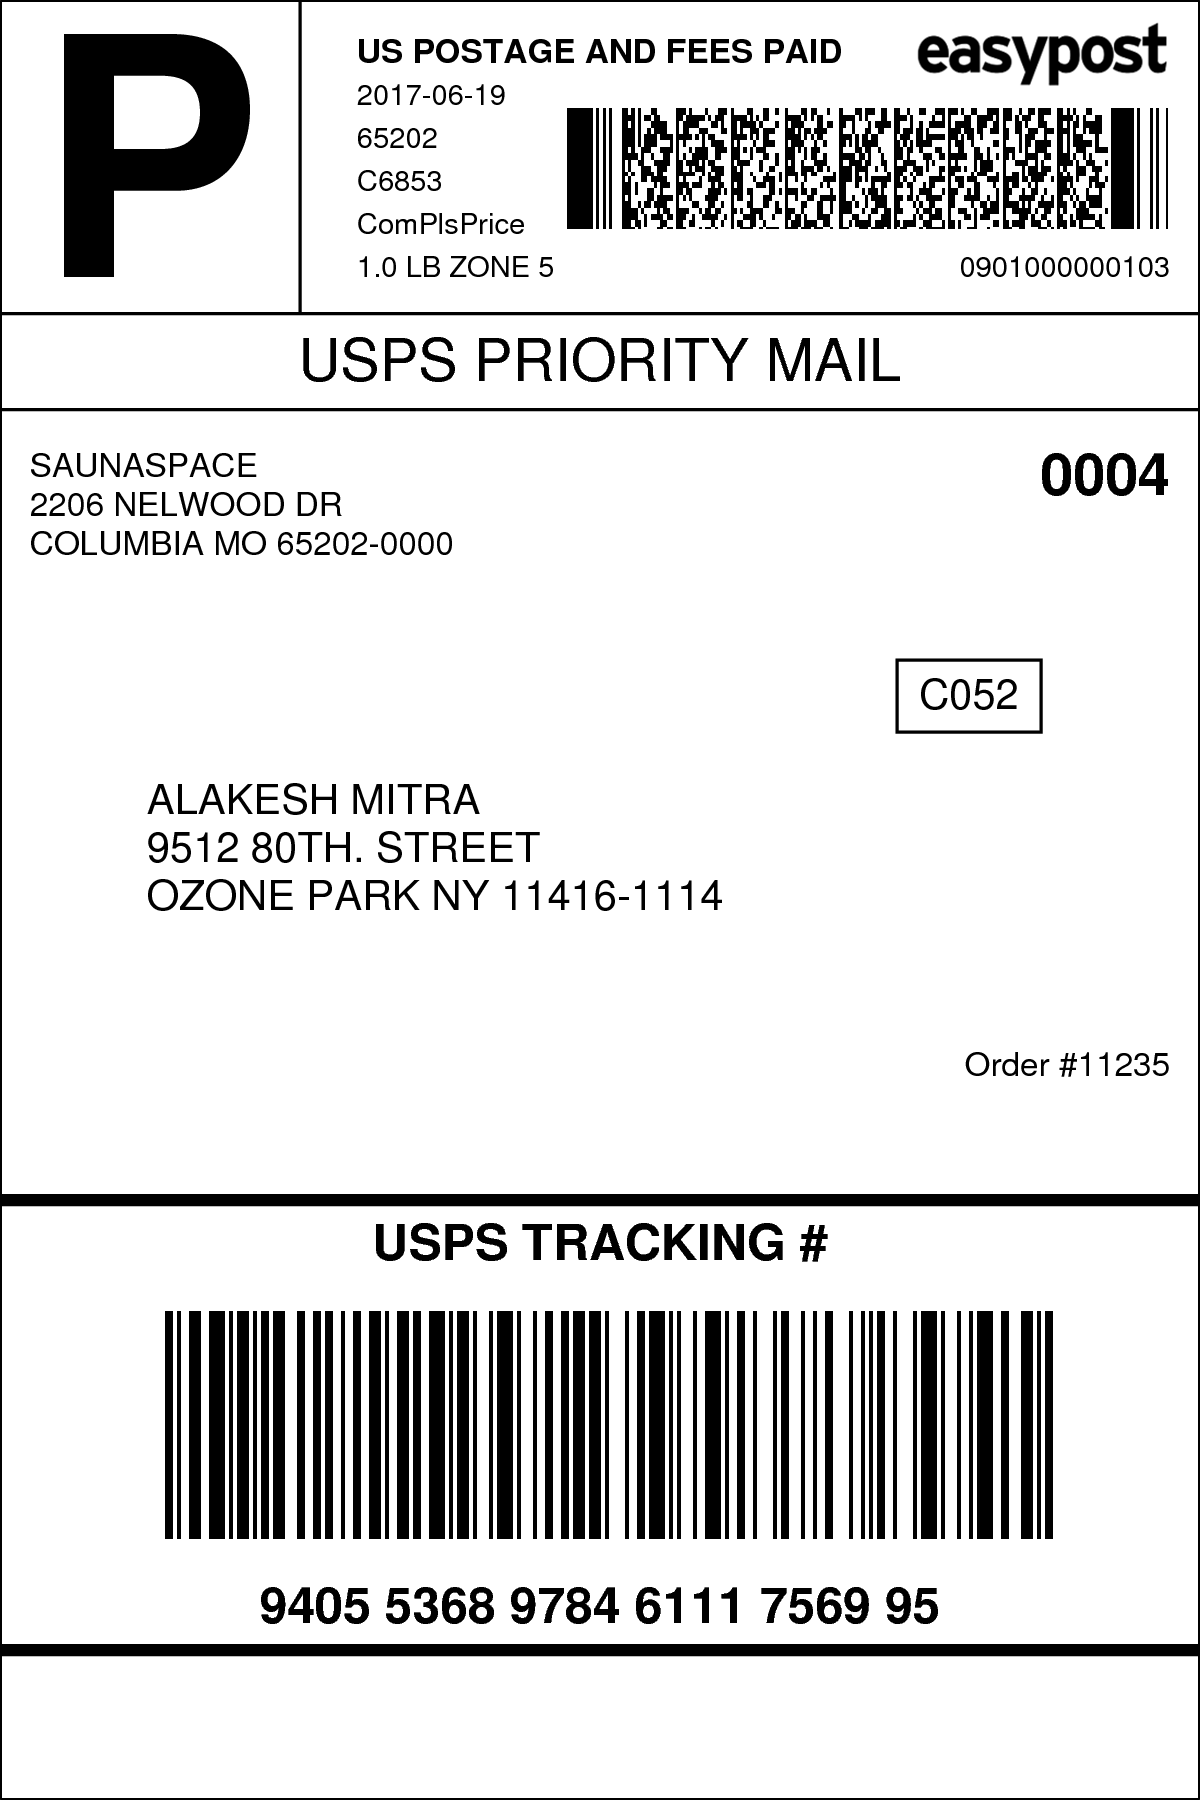 P
US POSTAGE AND FEES PAID
easypost
2017-06-19
65202
C6853
ComPlsPrice
1.0 LB ZONE 5
0901000000103
USPS PRIORITY MAIL
SAUNASPACE
2206 NELWOOD DR
COLUMBIA MO 65202-0000
0004
C052
ALAKESH MITRA
9512 80TH. STREET
OZONE PARK NY 11416-1114
Order #11235
USPS TRACKING #
9405 5368 9784 6111 7569 95